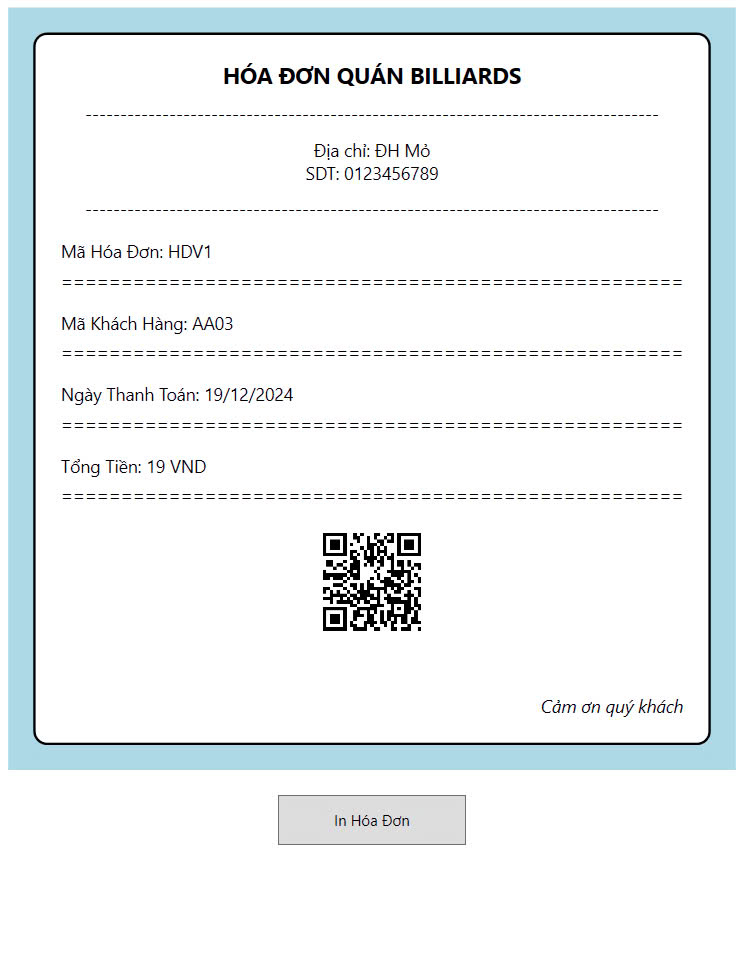 HÓA ĐƠN QUÁN BILLIARDS
----------------------------------------------------------------------------------
Địa chỉ: ĐH Mỏ
SDT: 0123456789
----------------------------------------------------------------------------------
Mã Hóa Đơn: HDV1
====================================================
Mã Khách Hàng: AA03
====================================================
Ngày Thanh Toán: 19/12/2024
====================================================
Tổng Tiền: 19 VND
====================================================
Cảm ơn quý khách
In Hóa Đơn